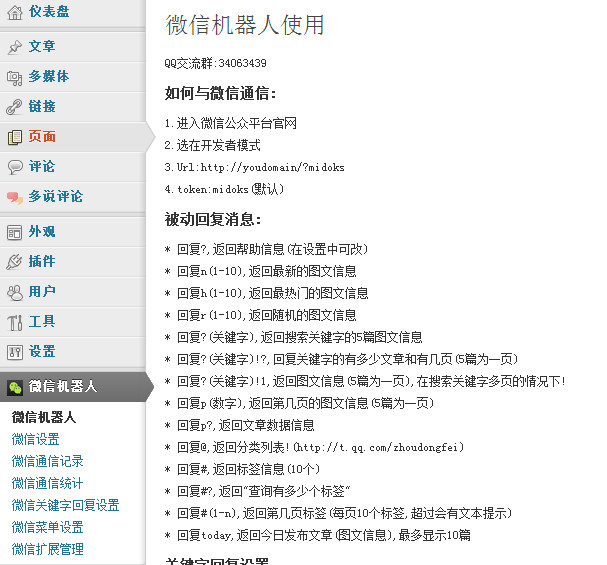 仪表盘
文章
多媒体
链接
页面
评论
多说评论
外观
插件
用户
工具
设置
微信机器人
微信机器人
微信设置
微信通信记录
微信通信统计
微信关键字回复设置
微信菜单设置
微信扩展管理
微信机器人使用
QQ交流群:34063439
如何与微信通信:
1.进入微信公众平台官网
2.选在开发者模式
3.Url:http://youdomain/?midoks
4.token:midoks(默认)
被动回复消息:
* 回复?,返回帮助信息(在设置中可改)
* 回复n(1-10),返回最新的图文信息
* 回复h(1-10),返回最热门的图文信息
* 回复r(1-10),返回随机的图文信息
* 回复?(关键字),返回搜索关键字的5篇图文信息
* 回复?(关键字)!?,回复关键字的有多少文章和有几页(5篇为一页)
* 回复?(关键字)!1,返回图文信息(5篇为一页),在搜索关键字多页的情况下!
* 回复p(数字),返回第几页的图文信息(5篇为一页)
* 回复p?,返回文章数据信息
* 回复@,返回分类列表!(http://t.qq.com/zhoudongfei)
* 回复#,返回标签信息(10个)
* 回复#?,返回"查询有多少个标签"
* 回复#(1-n),返回第几页标签(每页10个标签,超过会有文本提示)
* 回复today,返回今日发布文章(图文信息),最多显示10篇
关键字回复设置